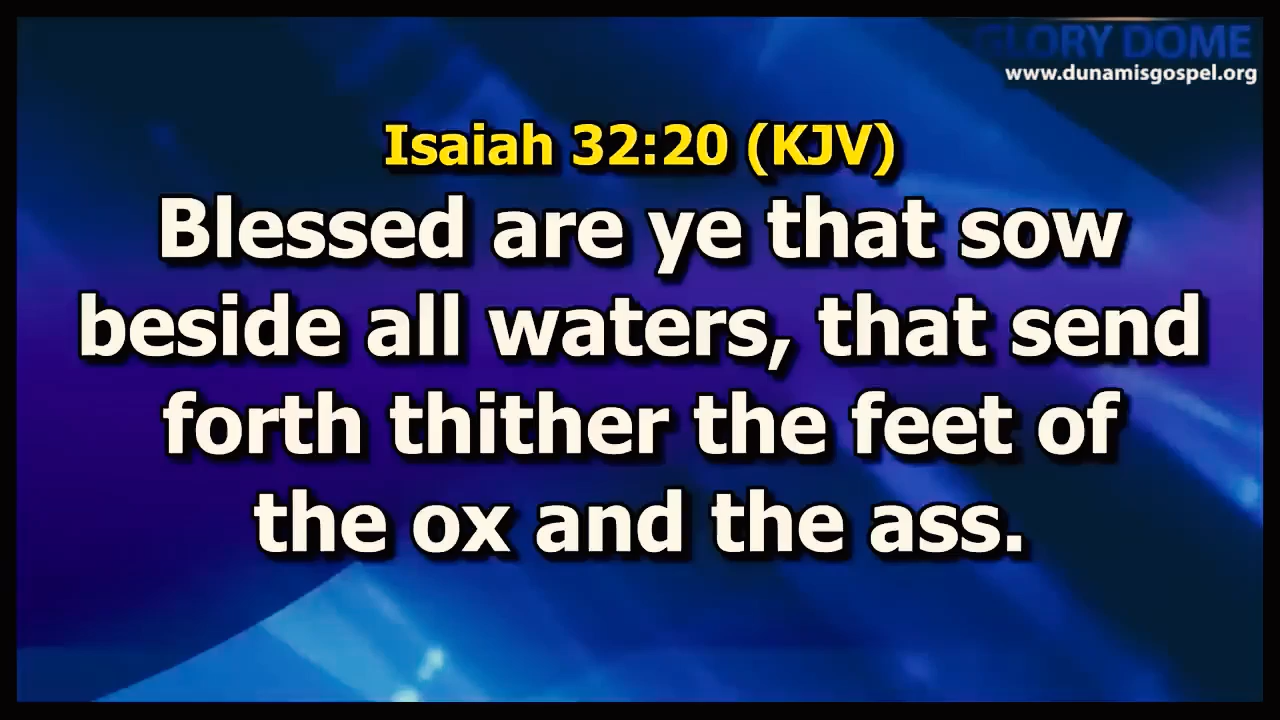 GLORY DOME
www.dunamisgospel.org
Isaiah 32:20 (KJV)
Blessed are ye that sow
beside all waters, that send
forth thither the feet of
the ox and the ass.